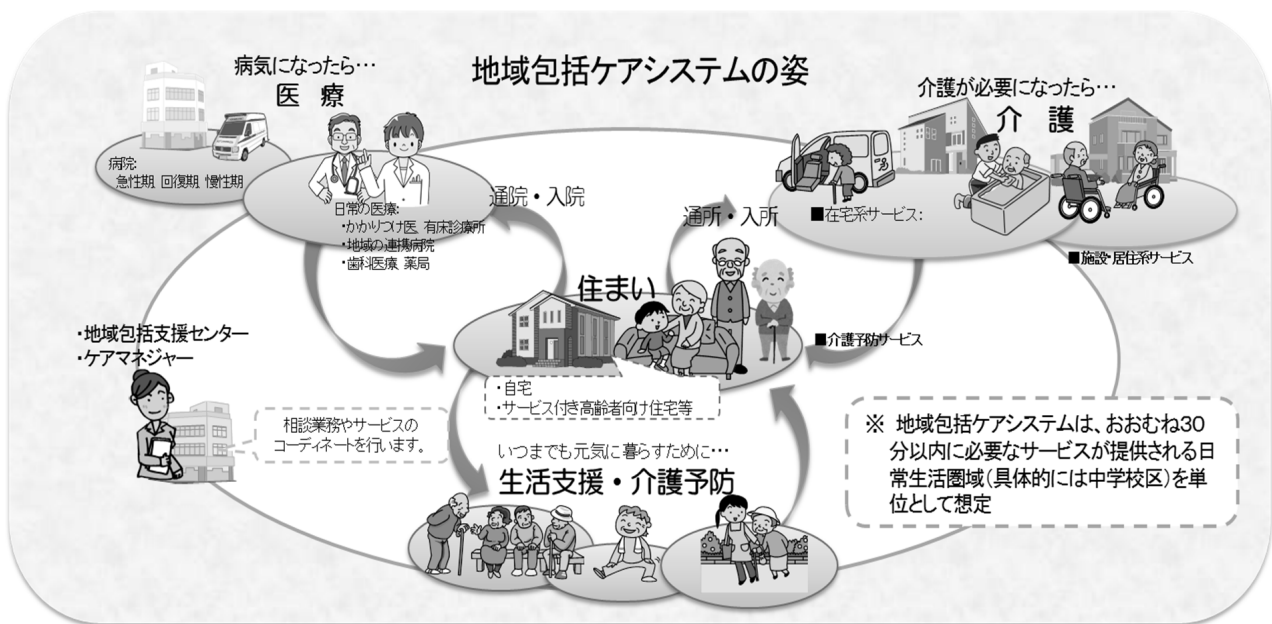 地域包括ケアシステムの姿
病気になったら…
医 療
病院:
急性期 回復期 慢性期
日常の医療:
・かかりつけ医 有床診療所
・地域の連携病院
・歯科医療 薬局
通院・入院
通所・入所
介護が必要になったら…
介 護
■在宅系サービス:
■施設・居住系サービス
■介護予防サービス
住まい
・自宅
・サービス付き高齢者向け住宅等
・地域包括支援センター
・ケアマネジャー
相談業務やサービスの
コーディネートを行います。
いつまでも元気に暮らすために…
生活支援・介護予防
※ 地域包括ケアシステムは、おおむね30
分以内に必要なサービスが提供される日
常生活圏域(具体的には中学校区)を単
位として想定